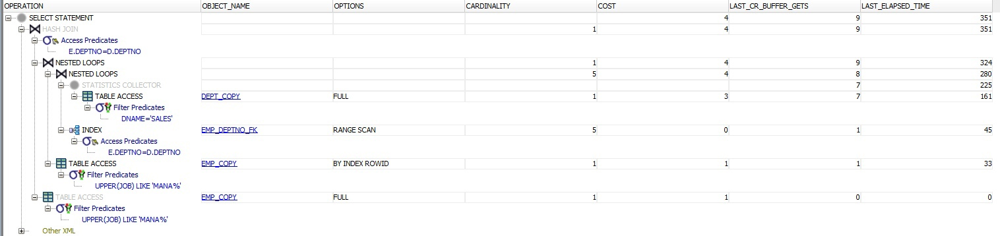 OPERATION OBJECT_NAME OPTIONS CARDINALITY COST LAST_CR_BUFFER_GETS LAST_ELAPSED_TIME
SELECT STATEMENT 4 9 351
HASH JOIN 1 4 9 351
Access Predicates
E.DEPTNO=D.DEPTNO
NESTED LOOPS 1 4 9 324
NESTED LOOPS 5 4 8 280
STATISTICS COLLECTOR 7 225
TABLE ACCESS DEPT_COPY FULL 1 3 7 161
Filter Predicates
DNAME='SALES'
INDEX EMP_DEPTNO_FK RANGE SCAN 5 0 1 45
Access Predicates
E.DEPTNO=D.DEPTNO
TABLE ACCESS EMP_COPY BY INDEX ROWID 1 1 1 33
Filter Predicates
UPPER(JOB) LIKE 'MANA%'
TABLE ACCESS EMP_COPY FULL 1 1 0 0
Filter Predicates
UPPER(JOB) LIKE 'MANA%'
Other XML